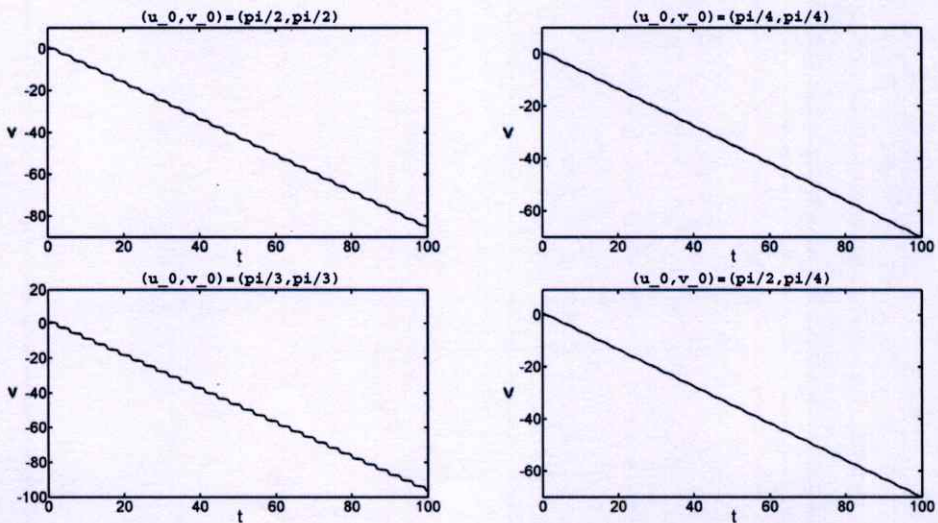 (u_0,v_0)=(pi/2,pi/2)
0
-20
-40
-60
-80
v
0 20 40 60 80 100
t
(u_0,v_0)=(pi/4,pi/4)
0
-20
-40
-60
v
0 20 40 60 80 100
t
(u_0,v_0)=(pi/3,pi/3)
20
0
-20
-40
-60
-80
-100
v
0 20 40 60 80 100
t
(u_0,v_0)=(pi/2,pi/4)
0
-20
-40
-60
v
0 20 40 60 80 100
t